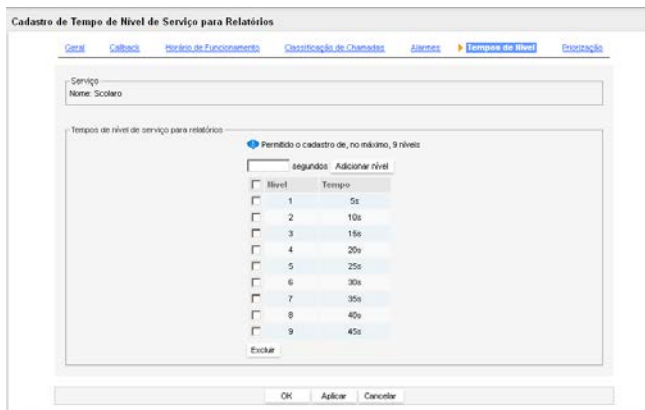 Cadastro de Tempo de Nível de Serviço para Relatórios
Geral Callback Horário de Funcionamento Classificação de Chamadas Alarmes Tempos de Nível Priorização
Serviço
Nome: Scolaro
Tempos de nível de serviço para relatórios
Permitido o cadastro de, no máximo, 9 níveis
segundos Adicionar nível
Nível Tempo
1 5s
2 10s
3 15s
4 20s
5 25s
6 30s
7 35s
8 40s
9 45s
Excluir
OK Aplicar Cancelar